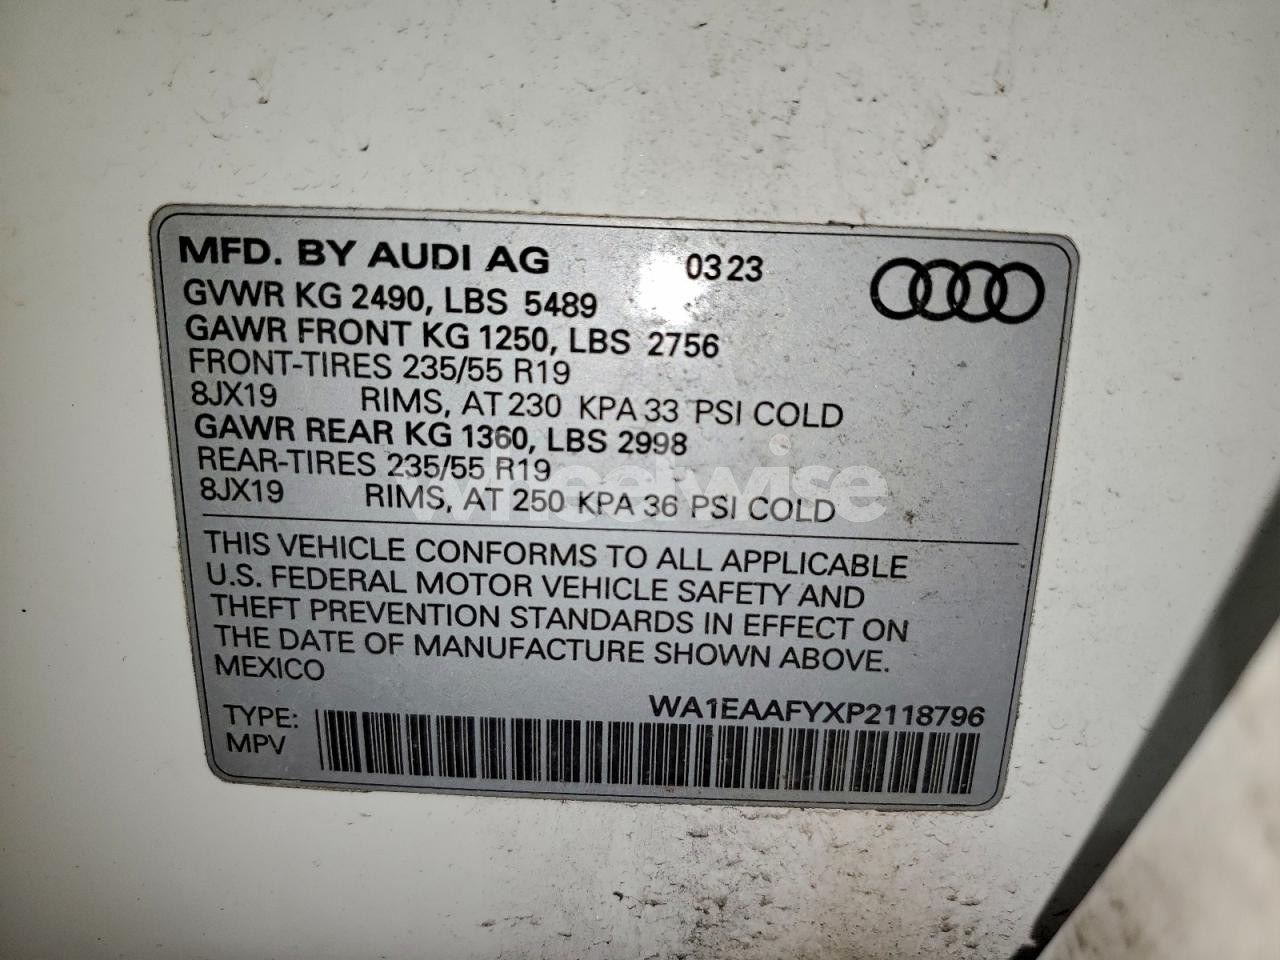 MFD. BY AUDI AG 03 23
GVWR KG 2490, LBS 5489
GAWR FRONT KG 1250, LBS 2756
FRONT-TIRES 235/55 R19
8JX19 RIMS, AT 230 KPA 33 PSI COLD
GAWR REAR KG 1360, LBS 2998
REAR-TIRES 235/55 R19
8JX19 RIMS, AT 250 KPA 36 PSI COLD
wheelwise
THIS VEHICLE CONFORMS TO ALL APPLICABLE
U.S. FEDERAL MOTOR VEHICLE SAFETY AND
THEFT PREVENTION STANDARDS IN EFFECT ON
THE DATE OF MANUFACTURE SHOWN ABOVE.
MEXICO
WA1EAAFYXP2118796
TYPE:
MPV